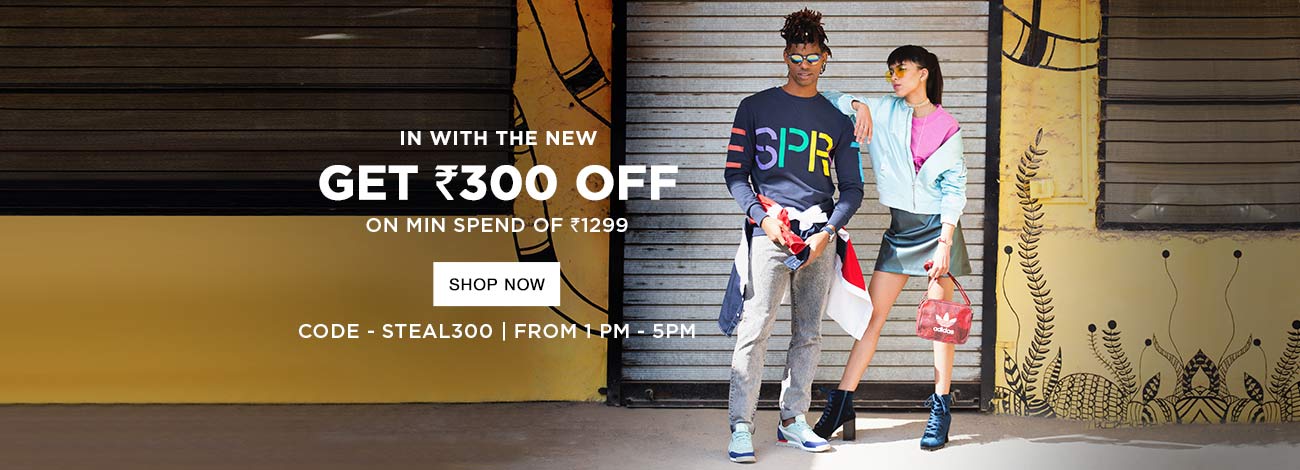 IN WITH THE NEW
GET ₹300 OFF
ON MIN SPEND OF ₹1299
SHOP NOW
CODE - STEAL300 | FROM 1 PM - 5PM
ESPR
adidas